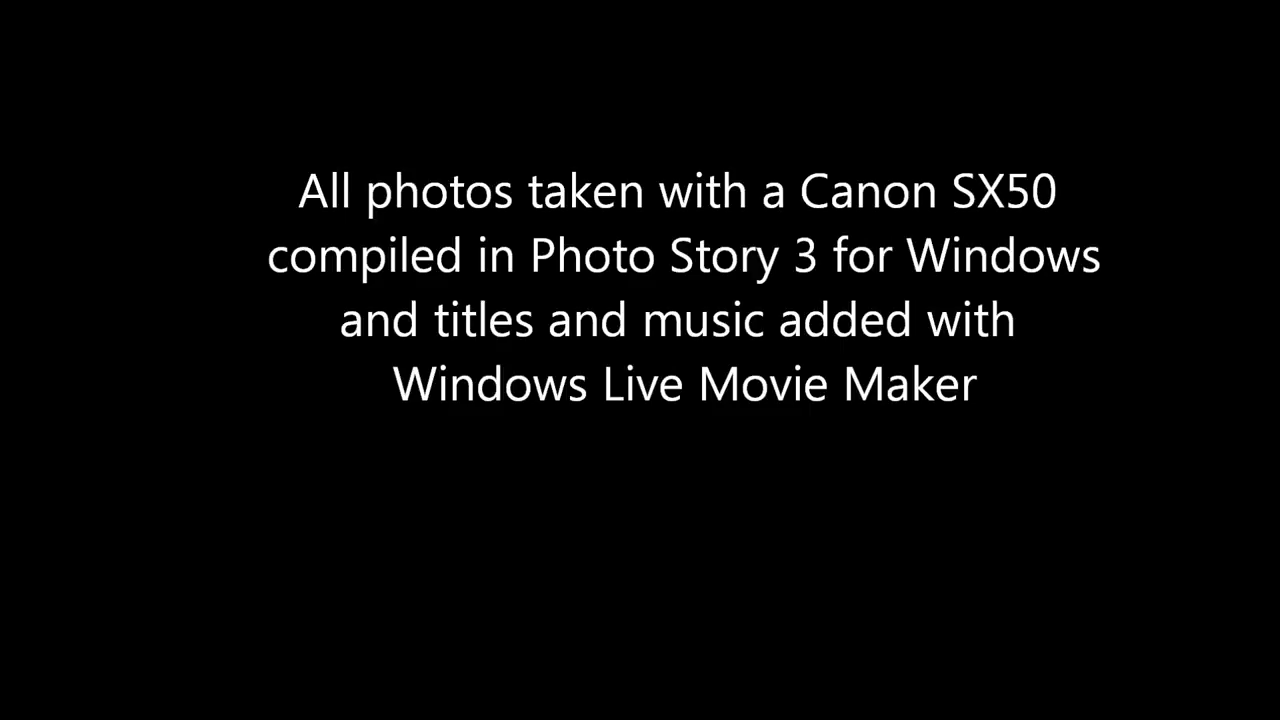 All photos taken with a Canon SX50
compiled in Photo Story 3 for Windows
and titles and music added with
Windows Live Movie Maker